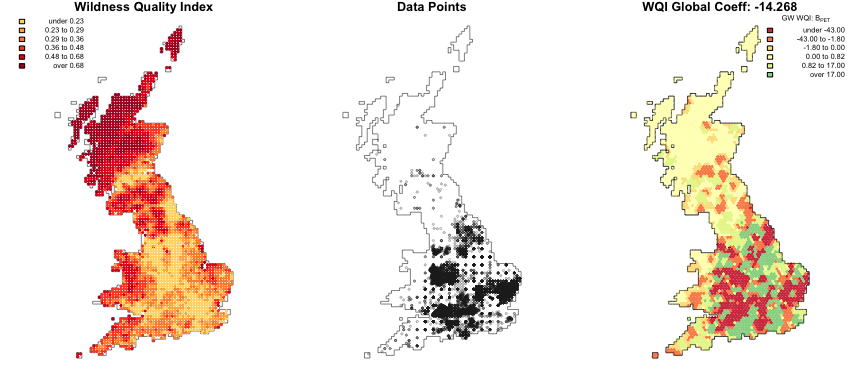 Wildness Quality Index
under 0.23
0.23 to 0.29
0.29 to 0.36
0.36 to 0.48
0.48 to 0.68
over 0.68
Data Points
WQI Global Coeff: -14.268
GW WQI: BPET
under -43.00
-43.00 to -1.80
-1.80 to 0.00
0.00 to 0.82
0.82 to 17.00
over 17.00